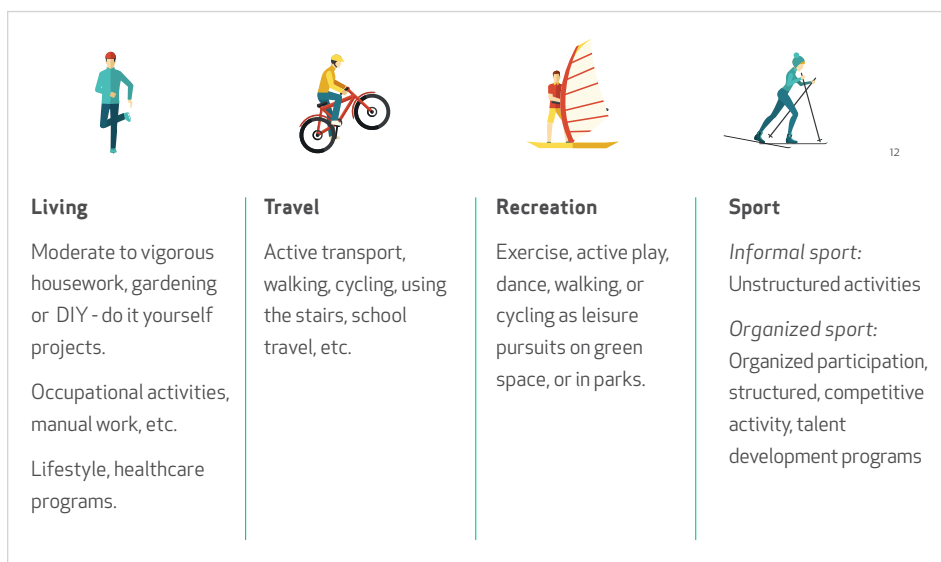 12
Living
Moderate to vigorous
housework, gardening
or DIY - do it yourself
projects.
Occupational activities,
manual work, etc.
Lifestyle, healthcare
programs.
Travel
Active transport,
walking, cycling, using
the stairs, school
travel, etc.
Recreation
Exercise, active play,
dance, walking, or
cycling as leisure
pursuits on green
space, or in parks.
Sport
Informal sport:
Unstructured activities
Organized sport:
Organized participation,
structured, competitive
activity, talent
development programs